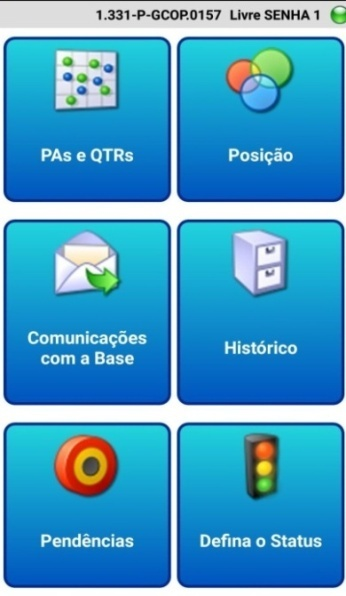 1.331-P-GCOP.0157 Livre SENHA 1
PAs e QTRs
Posição
Comunicações
com a Base
Histórico
Pendências
Defina o Status